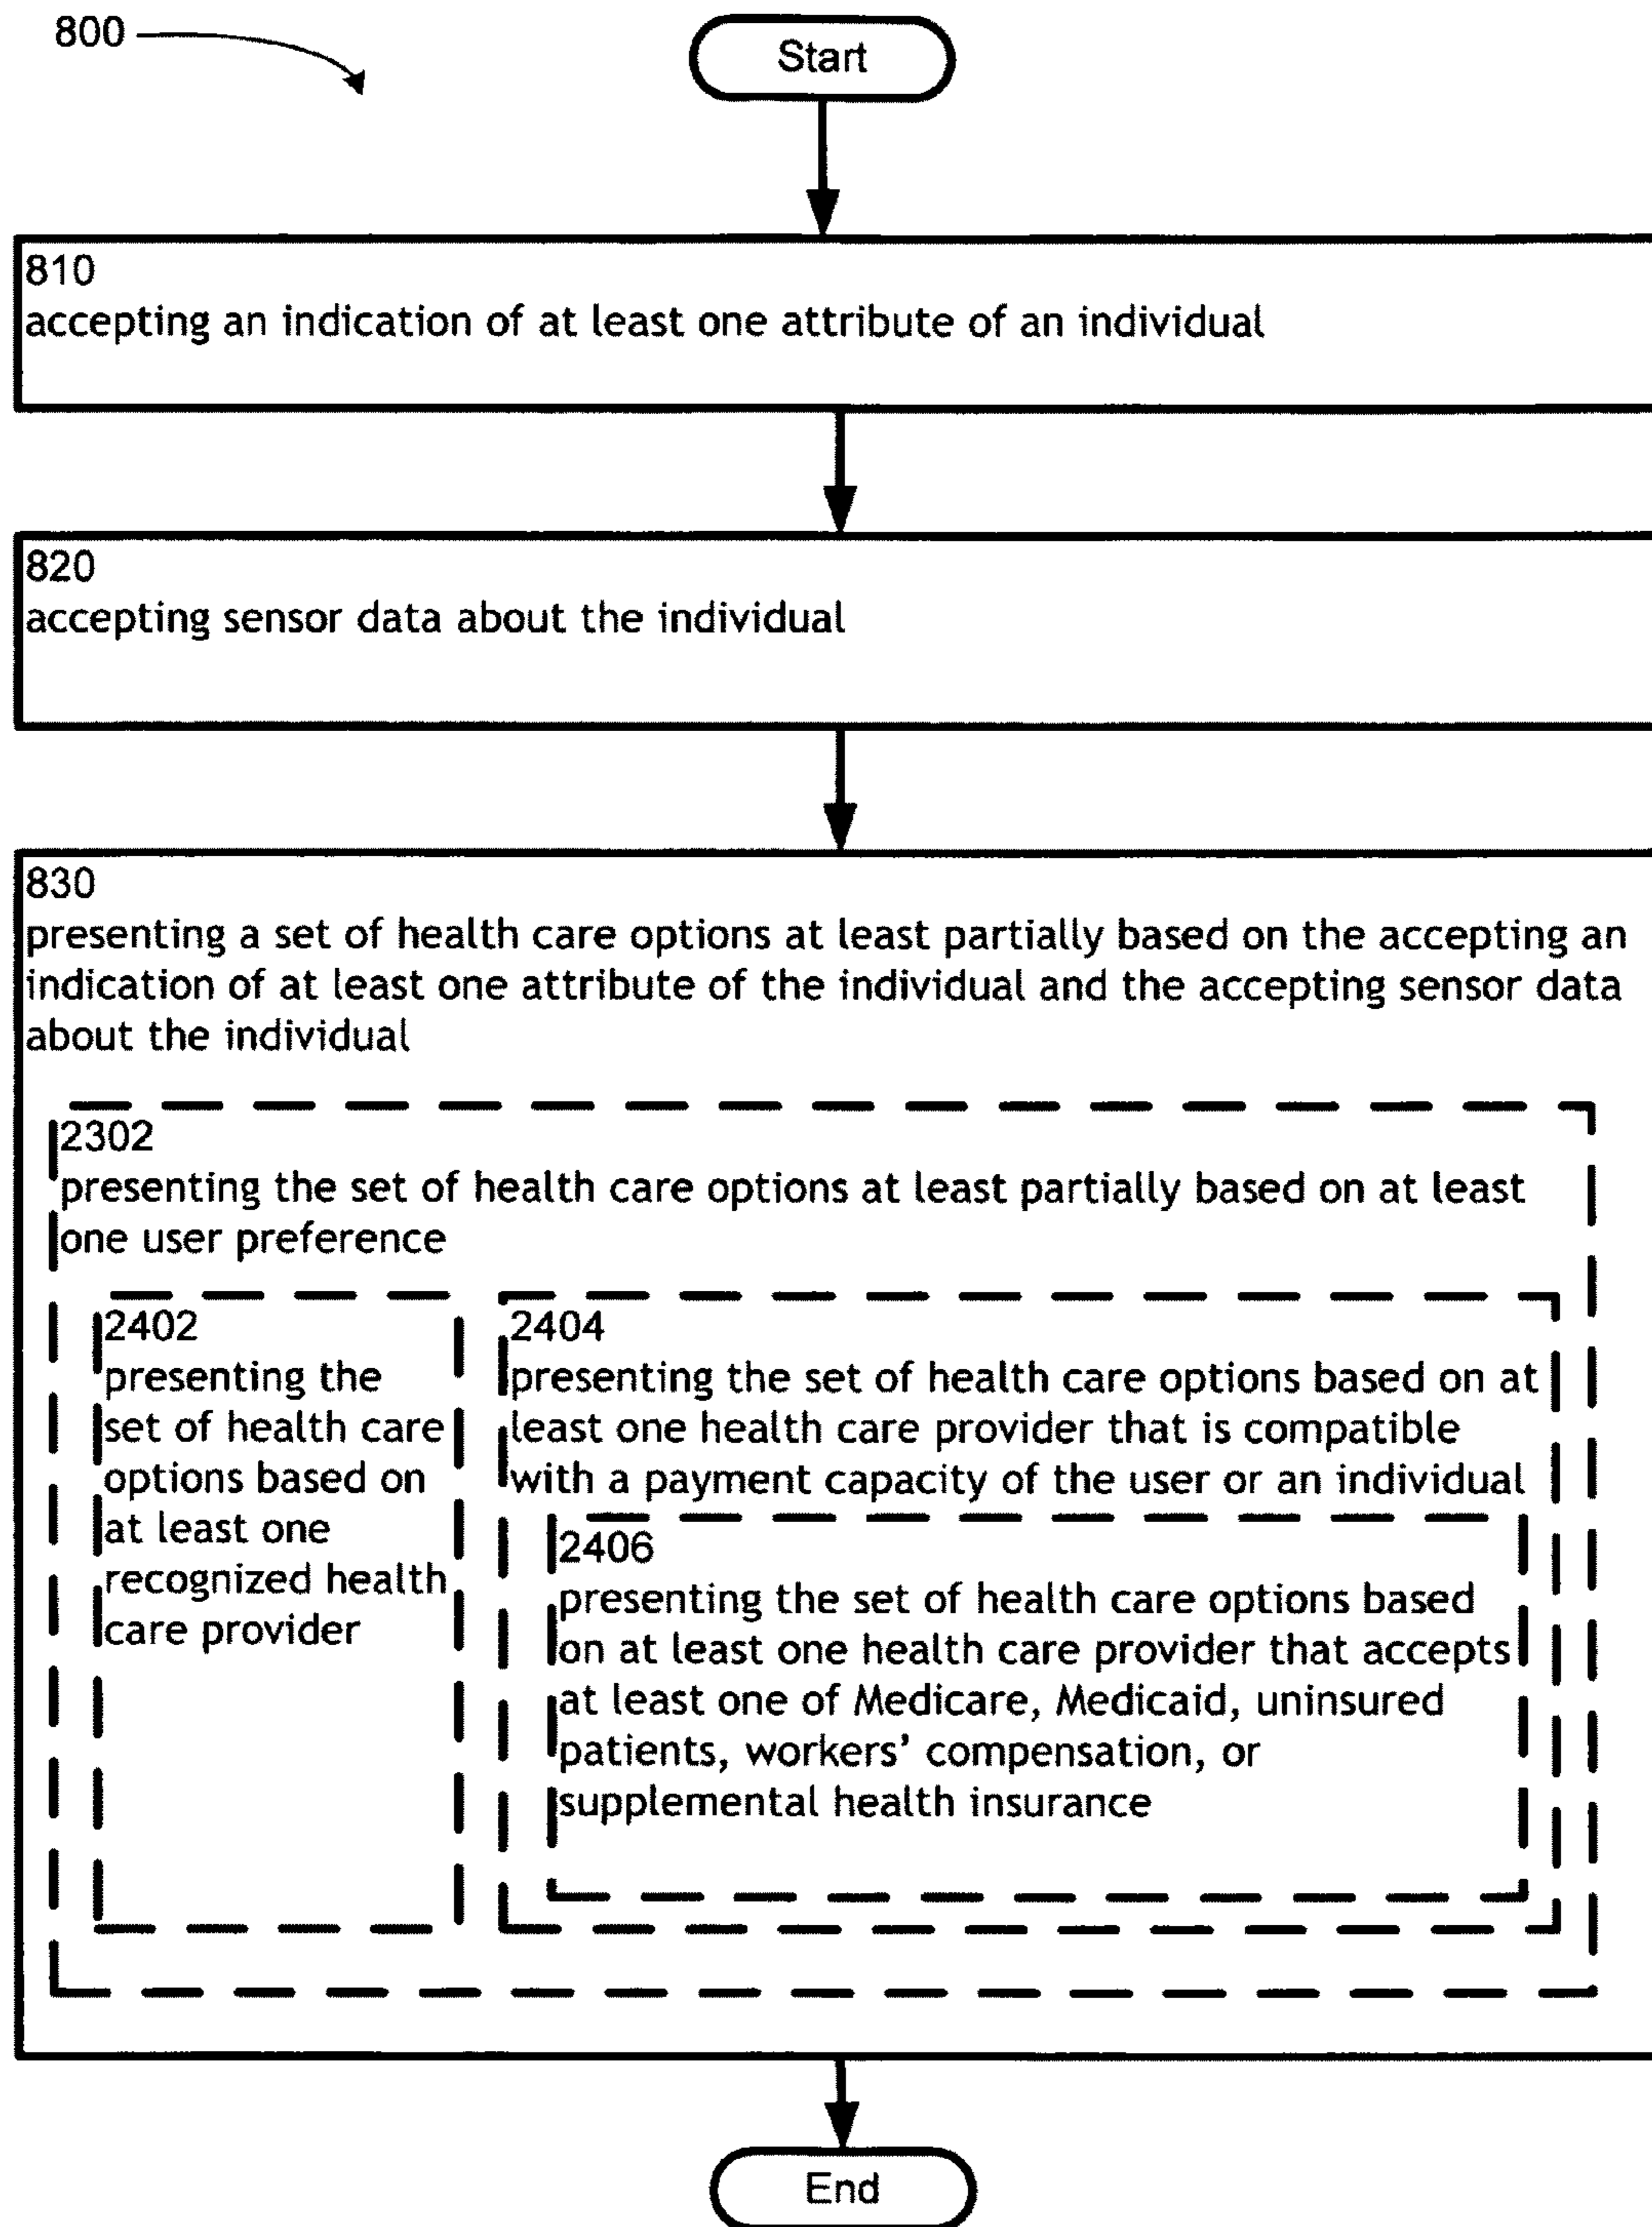 800
Start
810
accepting an indication of at least one attribute of an individual
820
accepting sensor data about the individual
830
presenting a set of health care options at least partially based on the accepting an
indication of at least one attribute of the individual and the accepting sensor data
about the individual
2302
presenting the set of health care options at least partially based on at least
one user preference
2402
presenting the
set of health care
options based on
at least one
recognized health
care provider
2404
presenting the set of health care options based on at
least one health care provider that is compatible
with a payment capacity of the user or an individual
2406
presenting the set of health care options based
on at least one health care provider that accepts
at least one of Medicare, Medicaid, uninsured
patients, workers’ compensation, or
supplemental health insurance
End